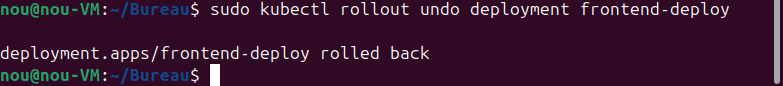 nou@nou-VM:~/Bureau$ sudo kubectl rollout undo deployment frontend-deploy
deployment.apps/frontend-deploy rolled back
nou@nou-VM:~/Bureau$